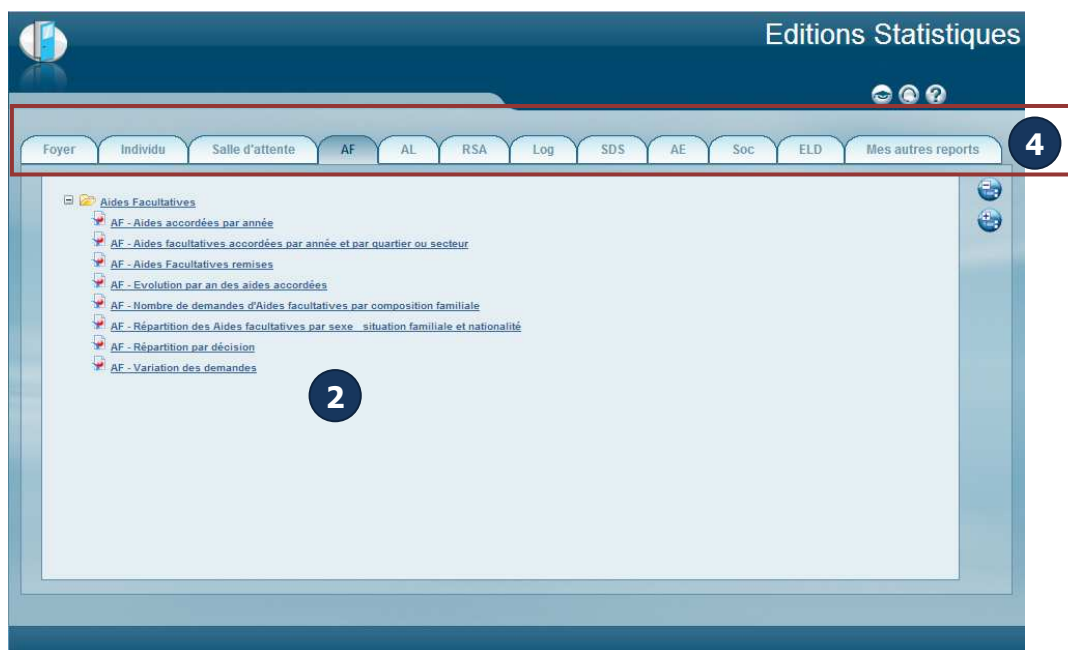 Editions Statistiques
Foyer Individu Salle d'attente AF AL RSA Log SDS AE Soc ELD Mes autres reports 4
Aides Facultatives
AF - Aides accordées par année
AF - Aides facultatives accordées par année et par quartier ou secteur
AF - Aides Facultatives remises
AF - Evolution par an des aides accordées
AF - Nombre de demandes d'Aides facultatives par composition familiale
AF - Répartition des Aides facultatives par sexe situation familiale et nationalité
AF - Répartition par décision
AF - Variation des demandes
2